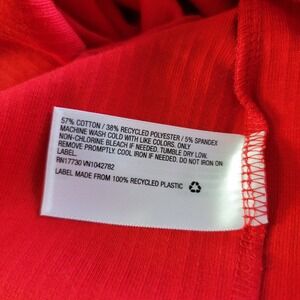 57% COTTON / 38% RECYCLED POLYESTER / 5% SPANDEX
MACHINE WASH COLD WITH LIKE COLORS. ONLY
NON-CHLORINE BLEACH IF NEEDED. TUMBLE DRY LOW.
REMOVE PROMPTLY. COOL IRON IF NEEDED. DO NOT IRON ON
LABEL.
RN17730 VN1042782
LABEL MADE FROM 100% RECYCLED PLASTIC